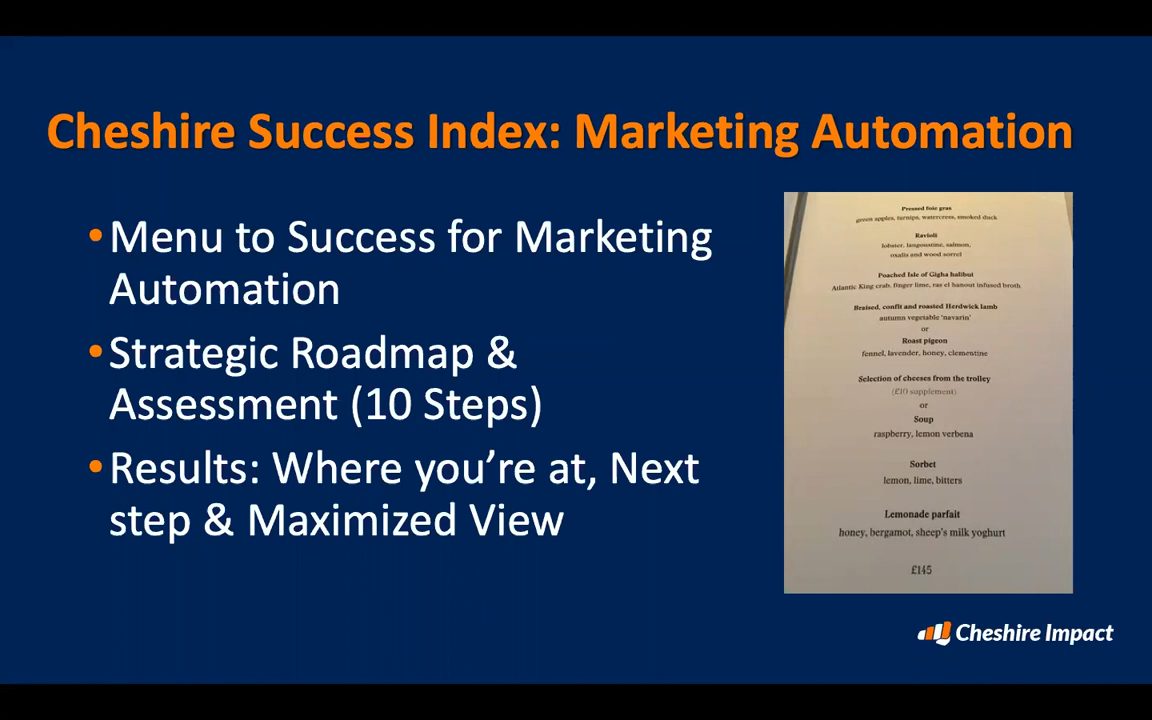 Cheshire Success Index: Marketing Automation
•Menu to Success for Marketing
Automation
•Strategic Roadmap &
Assessment (10 Steps)
•Results: Where you’re at, Next
step & Maximized View
Pressed foie gras
green apples, turnips, watercress, smoked duck
Ravioli
lobster, langoustine, salmon,
oxalis and wood sorrel
Poached Isle of Gigha halibut
Atlantic King crab, finger lime, ras el hanout infused broth
Braised, confit and roasted Herdwick lamb
autumn vegetable ‘navarin’
or
Roast pigeon
fennel, lavender, honey, clementine
Selection of cheeses from the trolley
(£10 supplement)
or
Soup
raspberry, lemon verbena
Sorbet
lemon, lime, bitters
Lemonade parfait
honey, bergamot, sheep’s milk yoghurt
£145
Cheshire Impact